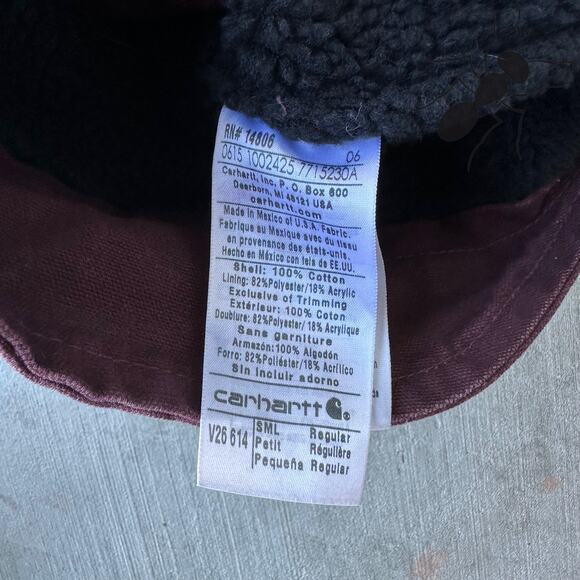 RN# 14806 06
0615 1002425 7715230A
Carhartt, Inc. P. O. Box 600
Dearborn, MI 48121 USA
carhartt.com
Made in Mexico of U.S.A. Fabric.
Fabriqué au Mexique avec du tissu
en provenance des états-unis.
Hecho en México con tela de EE.UU.
Shell: 100% Cotton
Lining: 82%Polyester/18% Acrylic
Exclusive of Trimming
Extérieur: 100% Coton
Doublure: 82%Polyester/ 18% Acrylique
Sans garniture
Armazón:100% Algodón
Forro: 82%Poliéster/18% Acrílico
Sin incluir adorno
carhartt
V26 614 SML Regular
Petit Régulière
Pequeña Regular